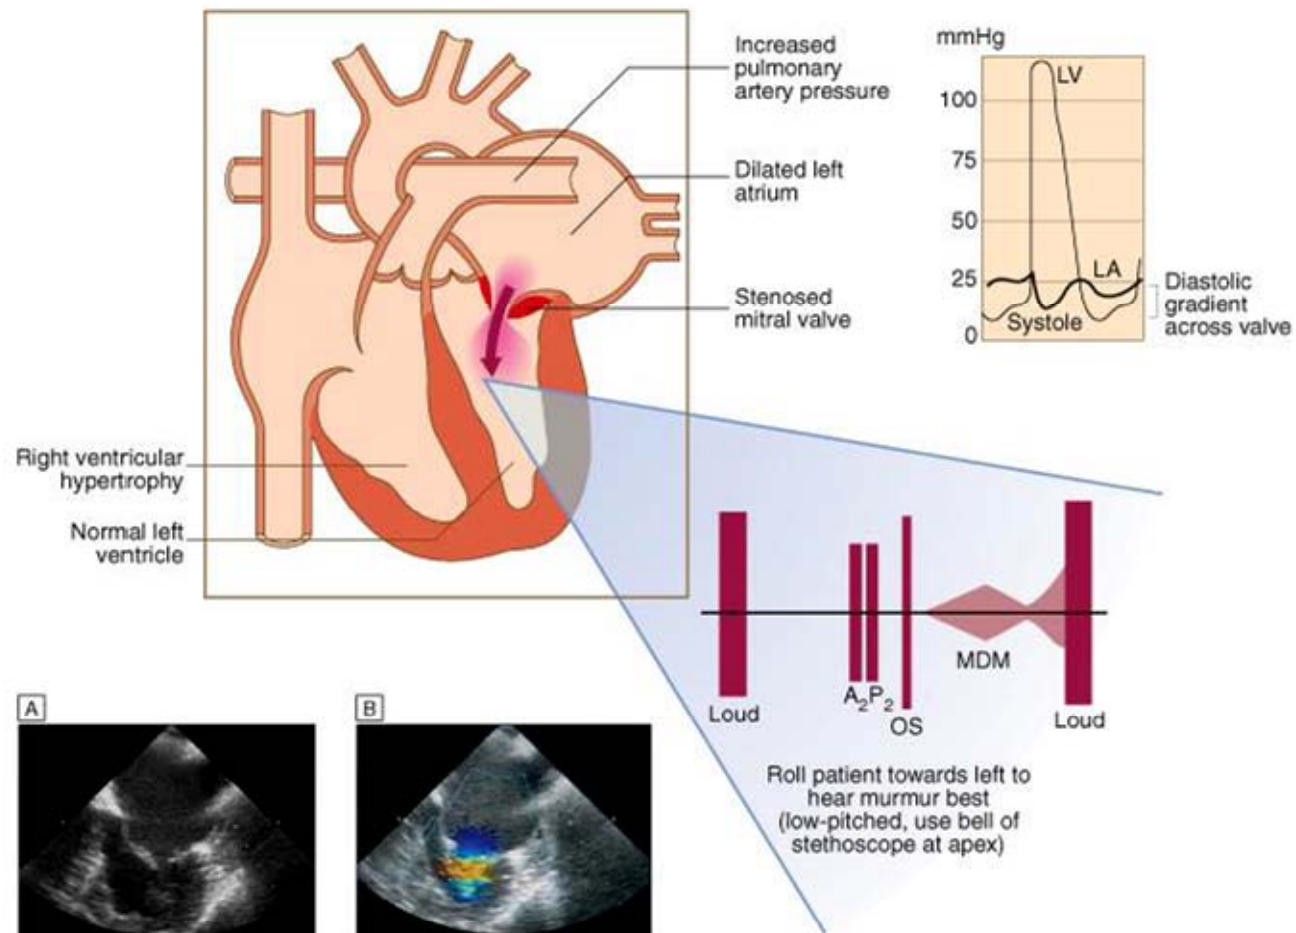 Increased
pulmonary
artery pressure
Dilated left
atrium
Stenosed
mitral valve
Right ventricular
hypertrophy
Normal left
ventricle
mmHg
100
75
50
25
0
LV
LA
Systole
Diastolic
gradient
across valve
Loud
A2P2
OS
MDM
Loud
Roll patient towards left to
hear murmur best
(low-pitched, use bell of
stethoscope at apex)
A
B